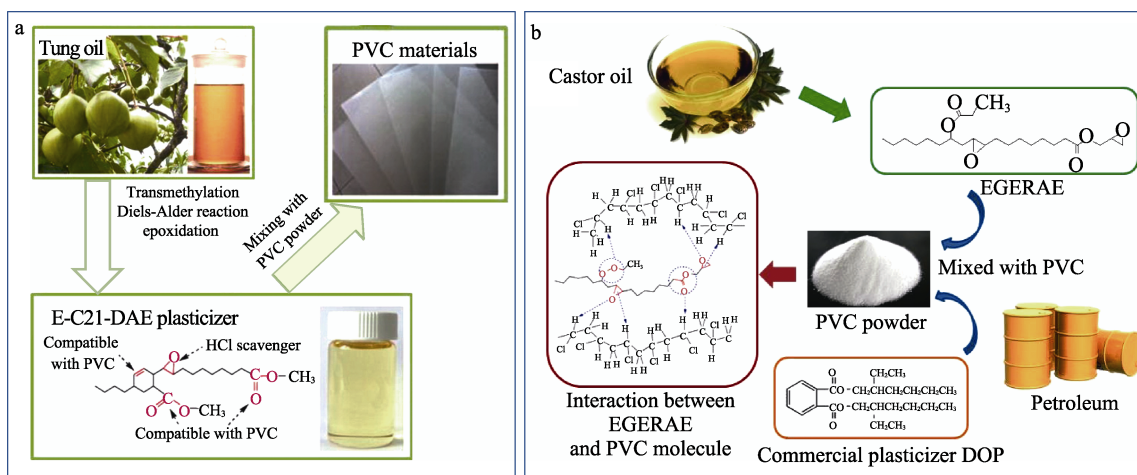 a
Tung oil
PVC materials
Transmethylation
Diels-Alder reaction
epoxidation
Mixing with
PVC powder
E-C21-DAE plasticizer
Compatible
with PVC
HCl scavenger
O
C
O
CH₃
O
C
O
O
CH₃
Compatible with PVC
b
Castor oil
O
CH₃
O
O
O
O
O
EGERAE
Mixed with PVC
PVC powder
Interaction between
EGERAE
and PVC molecule
Petroleum
O
CH₂CH₃
CO—CH₂CHCH₂CH₂CH₂CH₃
CO—CH₂CHCH₂CH₂CH₂CH₃
O
CH₂CH₃
Commercial plasticizer DOP